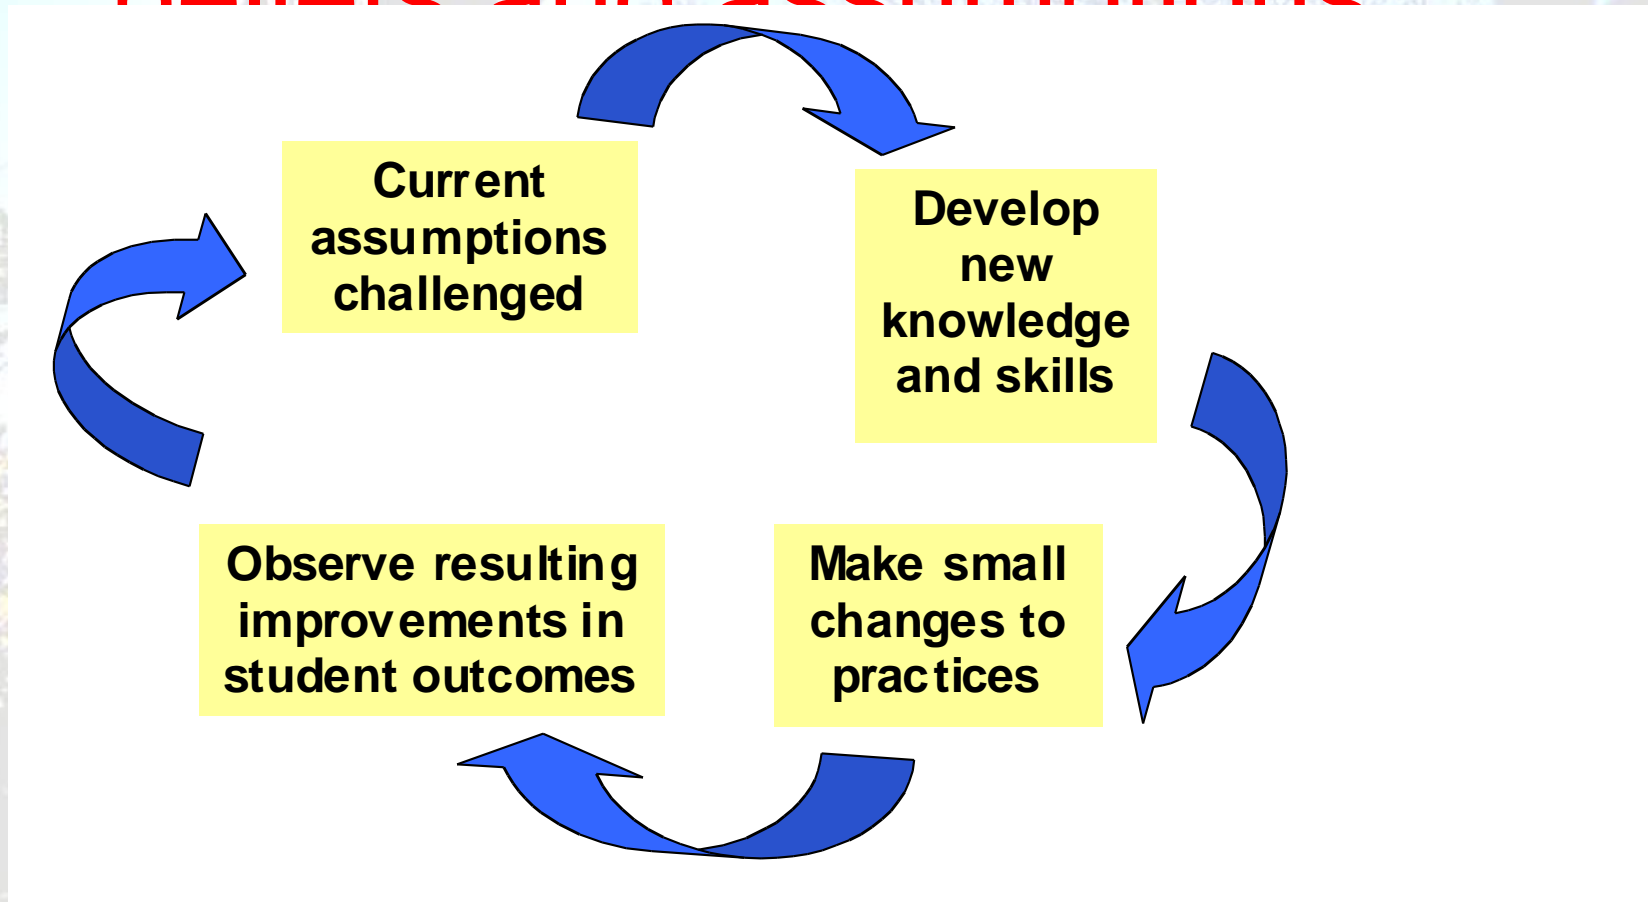 Current
assumptions
challenged
Develop
new
knowledge
and skills
Observe resulting
improvements in
student outcomes
Make small
changes to
practices